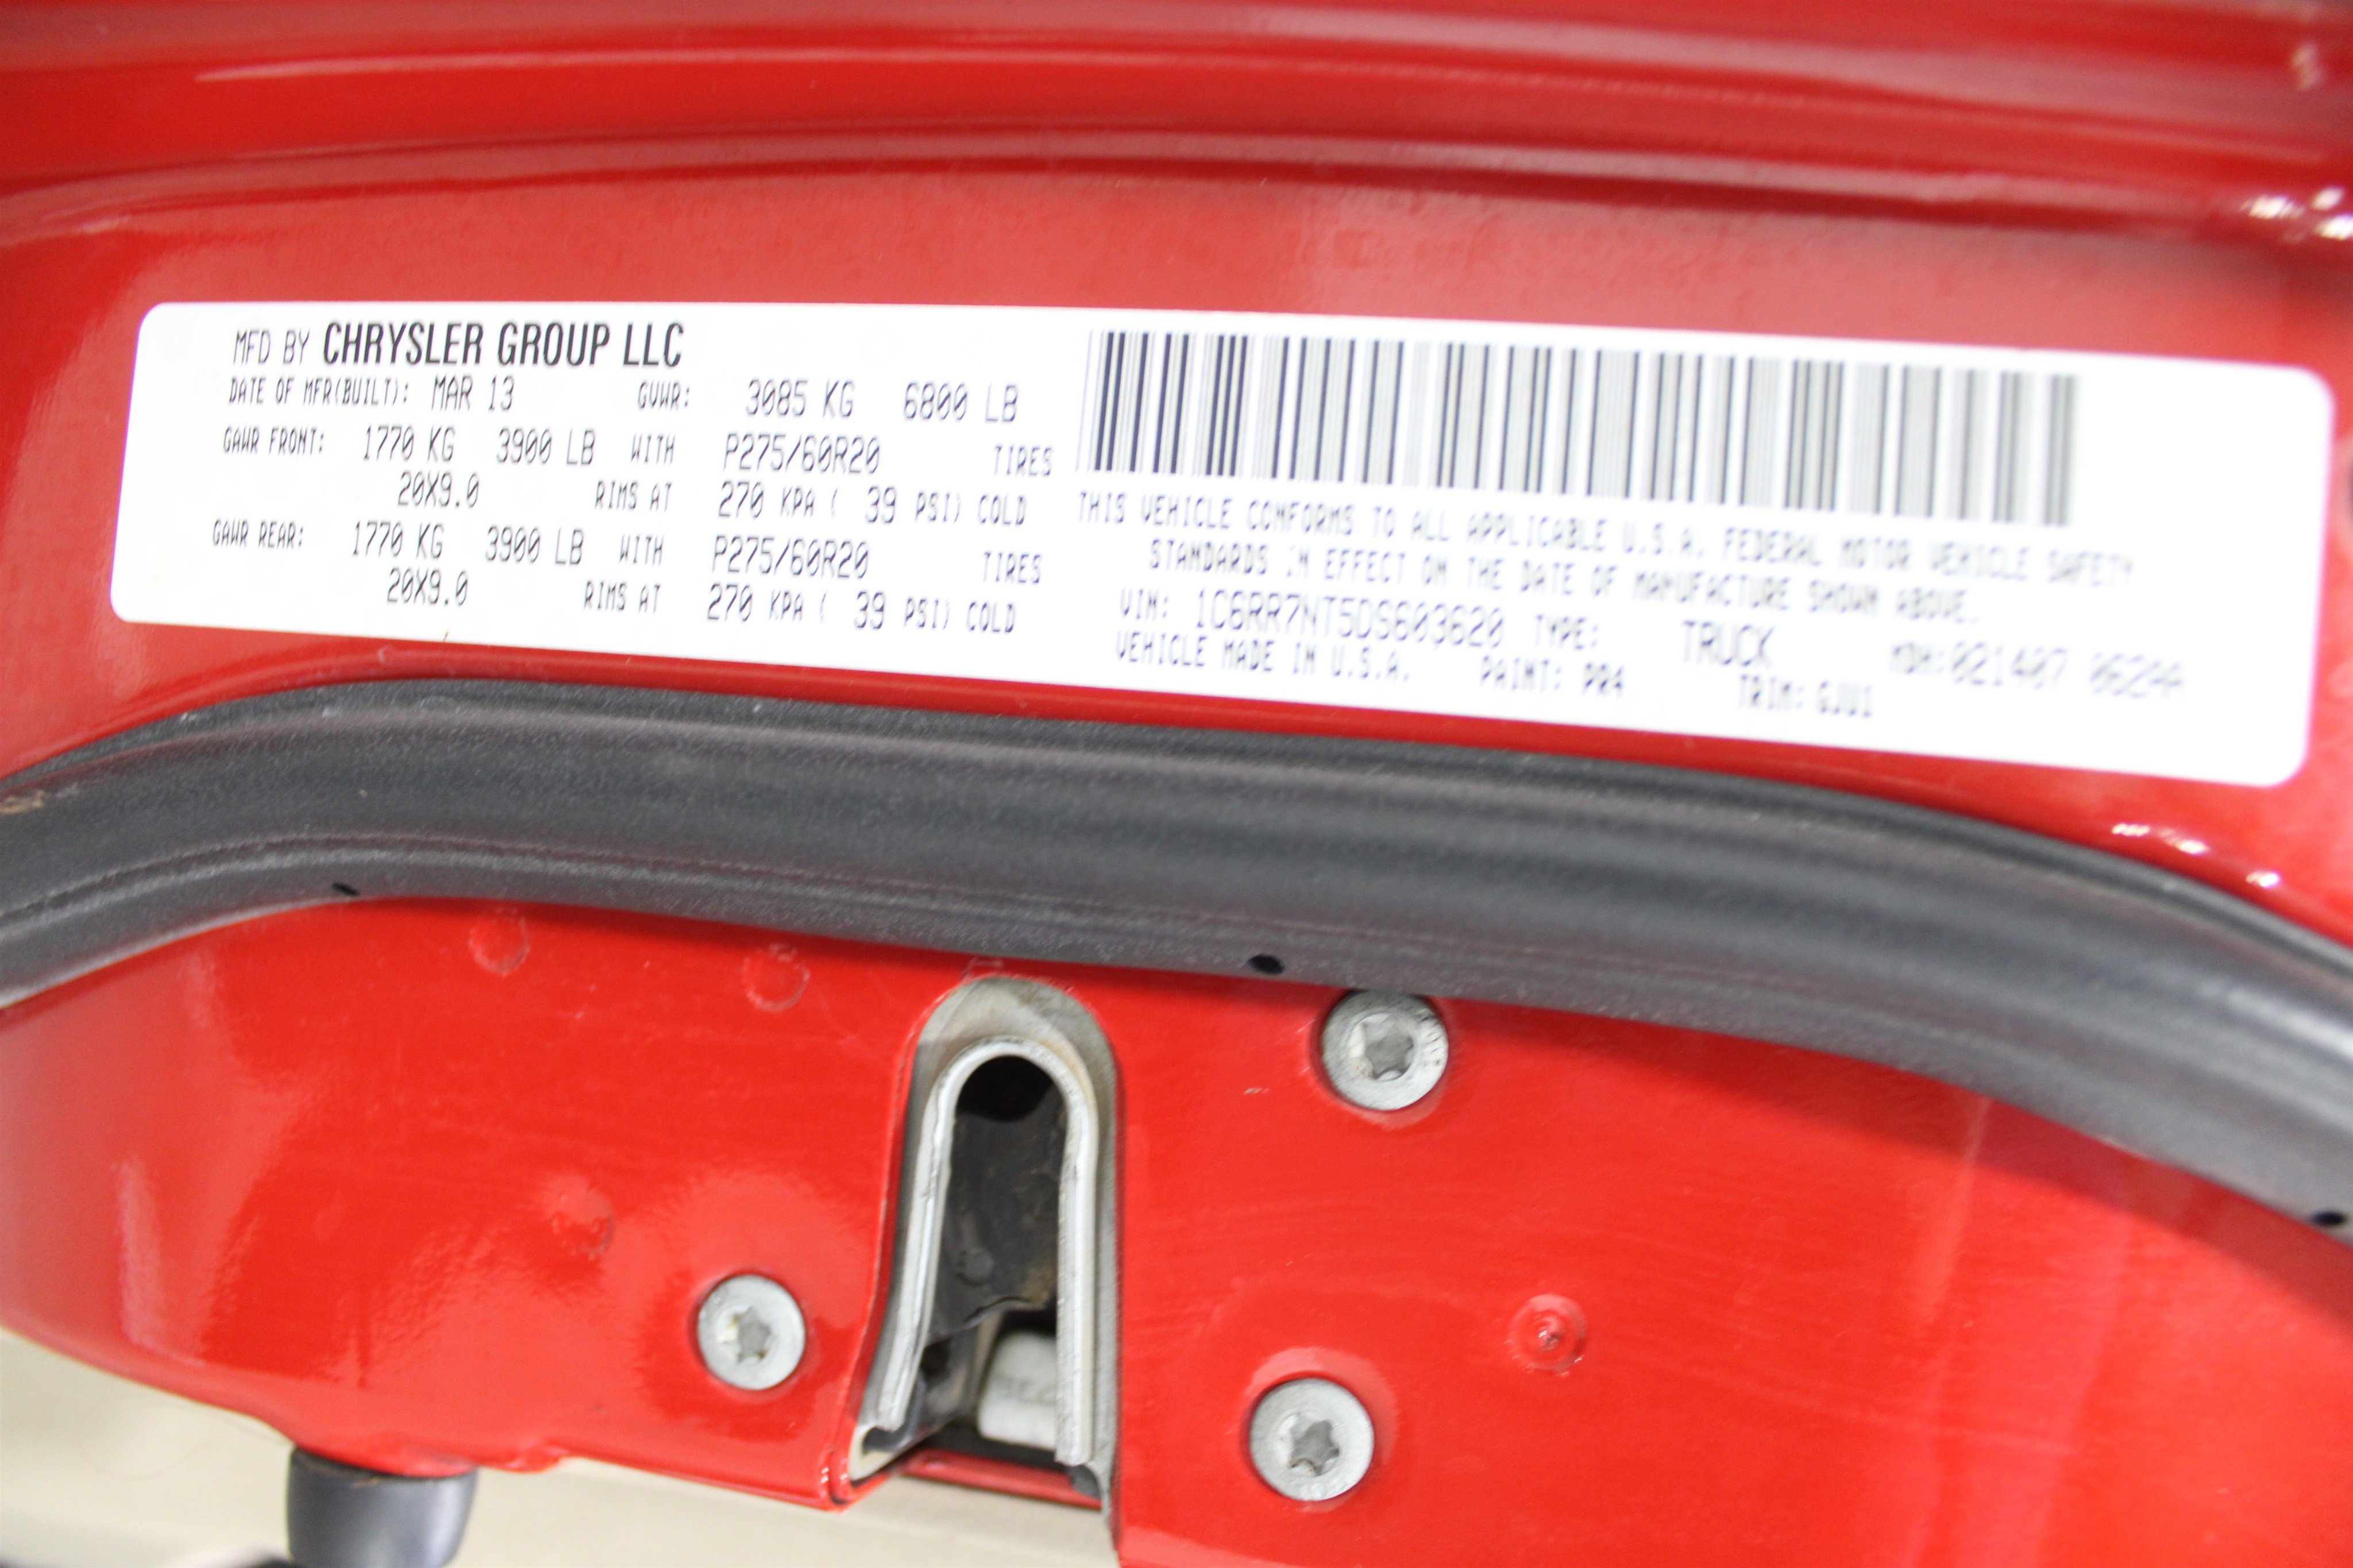 MFD BY CHRYSLER GROUP LLC
DATE OF MFR(BUILT): MAR 13 GVWR: 3085 KG 6800 LB
GAWR FRONT: 1770 KG 3900 LB WITH P275/60R20 TIRES
20X9.0 RIMS AT 270 KPA ( 39 PSI) COLD
GAWR REAR: 1770 KG 3900 LB WITH P275/60R20 TIRES
20X9.0 RIMS AT 270 KPA ( 39 PSI) COLD
THIS VEHICLE CONFORMS TO ALL APPLICABLE U.S.A. FEDERAL MOTOR VEHICLE SAFETY
STANDARDS IN EFFECT ON THE DATE OF MANUFACTURE SHOWN ABOVE.
VIN: 1C6RR7NT5DS603620 TYPE: TRUCK MDH:021407
VEHICLE MADE IN U.S.A. PAINT: PR4 TRIM: